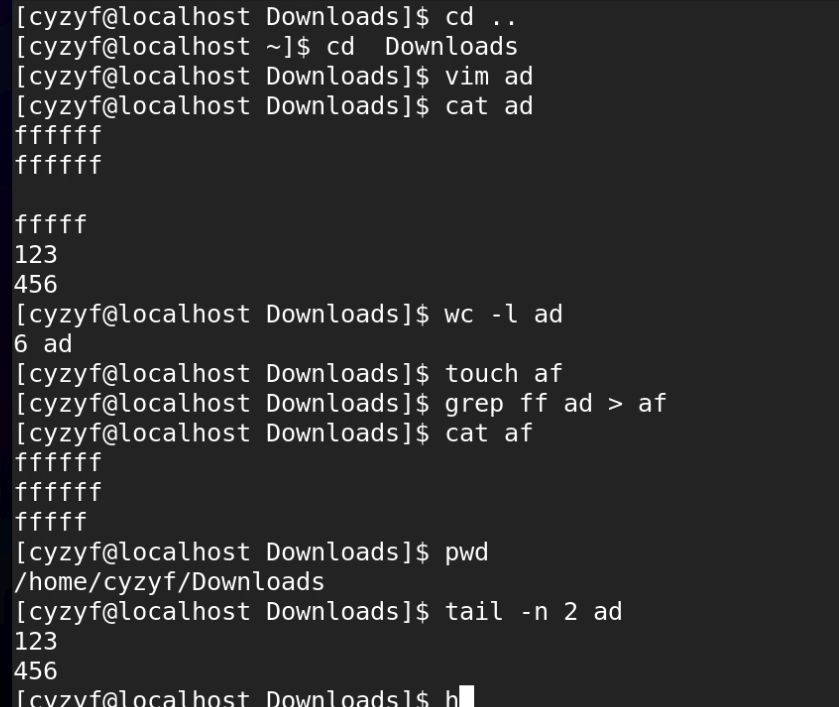 [cyzyf@localhost Downloads]$ cd ..
[cyzyf@localhost ~]$ cd  Downloads
[cyzyf@localhost Downloads]$ vim ad
[cyzyf@localhost Downloads]$ cat ad
ffffff
ffffff

fffff
123
456
[cyzyf@localhost Downloads]$ wc -l ad
6 ad
[cyzyf@localhost Downloads]$ touch af
[cyzyf@localhost Downloads]$ grep ff ad > af
[cyzyf@localhost Downloads]$ cat af
ffffff
ffffff
fffff
[cyzyf@localhost Downloads]$ pwd
/home/cyzyf/Downloads
[cyzyf@localhost Downloads]$ tail -n 2 ad
123
456
[cyzyf@localhost Downloads]$ h